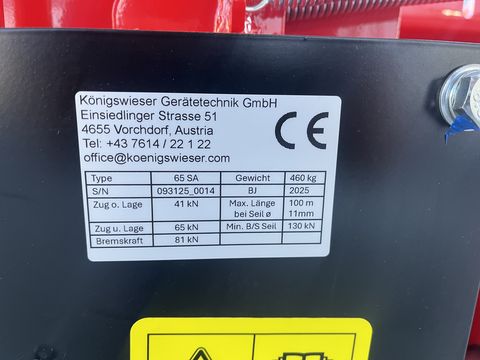 Königswieser Gerätetechnik GmbH
Einsiedlinger Strasse 51
4655 Vorchdorf, Austria
Tel: +43 7614 / 22 1 22
office@koenigswieser.com
CE
Type 65 SA Gewicht 460 kg
S/N 093125_0014 BJ 2025
Zug o. Lage 41 kN Max. Länge bei Seil ø 100 m 11mm
Zug u. Lage 65 kN Min. B/S Seil 130 kN
Bremskraft 81 kN